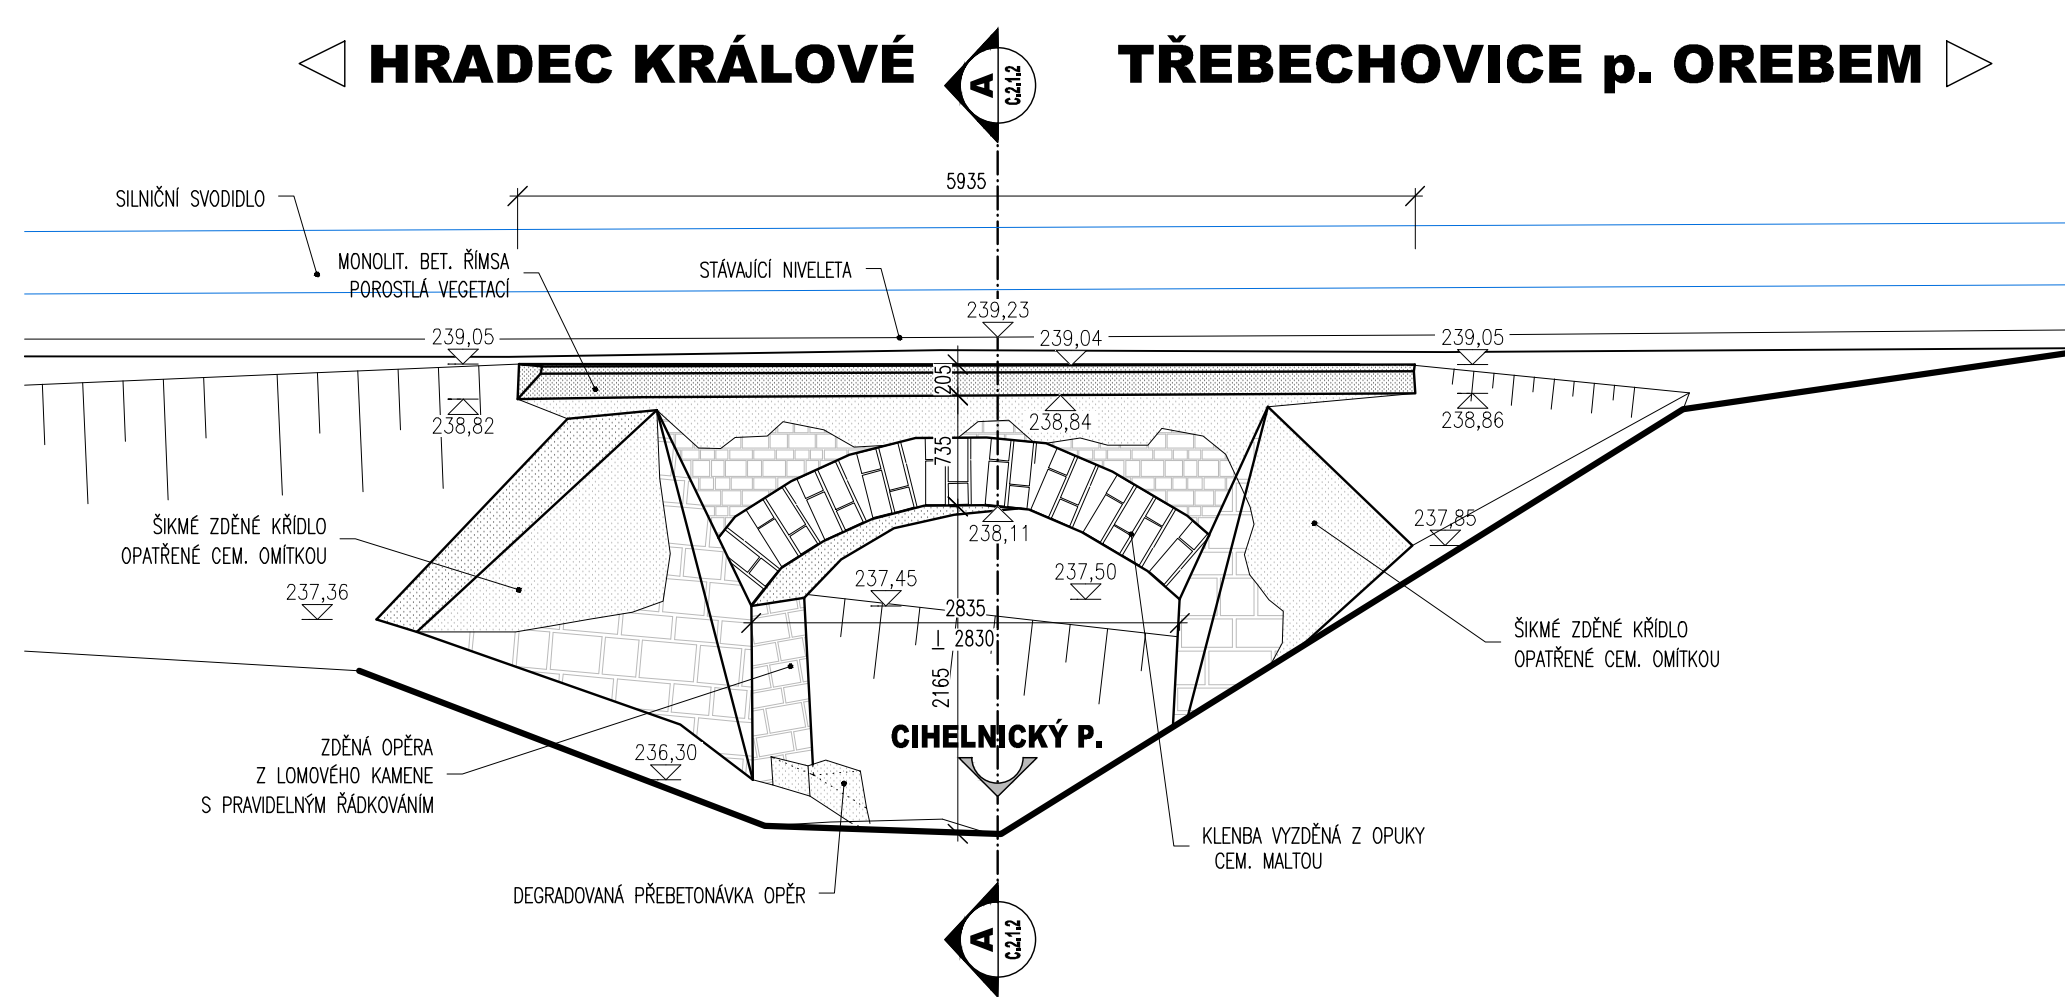 HRADEC KRÁLOVÉ
TŘEBECHOVICE p. OREBEM
A
C.2.1.2
5935
SILNIČNÍ SVODIDLO
MONOLIT. BET. ŘÍMSA
POROSTLÁ VEGETACÍ
STÁVAJÍCÍ NIVELETA
239,23
239,05
239,04
239,05
205
238,82
238,84
238,86
735
238,11
237,85
ŠIKMÉ ZDĚNÉ KŘÍDLO
OPATŘENÉ CEM. OMÍTKOU
237,36
237,45
237,50
2835
2830
2165
ŠIKMÉ ZDĚNÉ KŘÍDLO
OPATŘENÉ CEM. OMÍTKOU
CIHELNICKÝ P.
236,30
ZDĚNÁ OPĚRA
Z LOMOVÉHO KAMENE
S PRAVIDELNÝM ŘÁDKOVÁNÍM
KLENBA VYZDĚNÁ Z OPUKY
CEM. MALTOU
DEGRADOVANÁ PŘEBETONÁVKA OPĚR
A
C.2.1.2